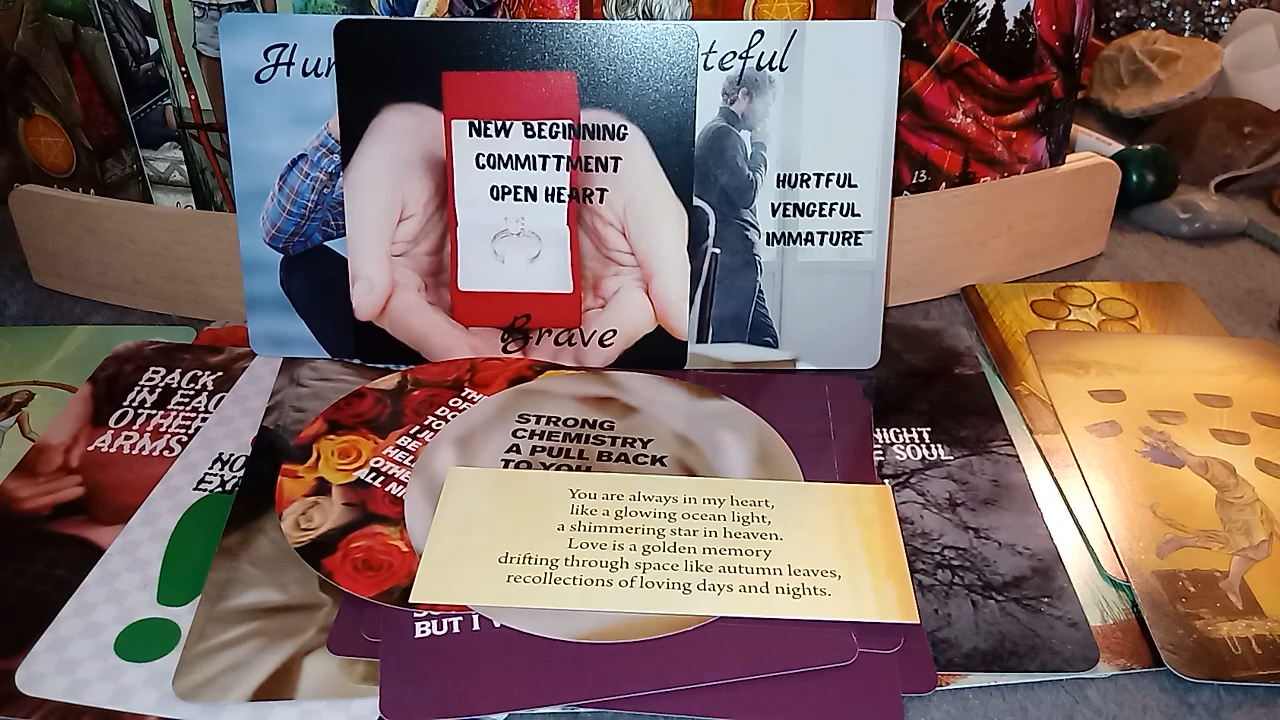 Hur
teful
NEW BEGINNING
COMMITTMENT
OPEN HEART
Brave
HURTFUL
VENGEFUL
IMMATURE
13.
BACK
IN EAC
OTHER
ARMS
NO
EX
STRONG
CHEMISTRY
A PULL BACK
TO YOU
NIGHT
E SOUL
You are always in my heart,
like a glowing ocean light,
a shimmering star in heaven.
Love is a golden memory
drifting through space like autumn leaves,
recollections of loving days and nights.
BUT I